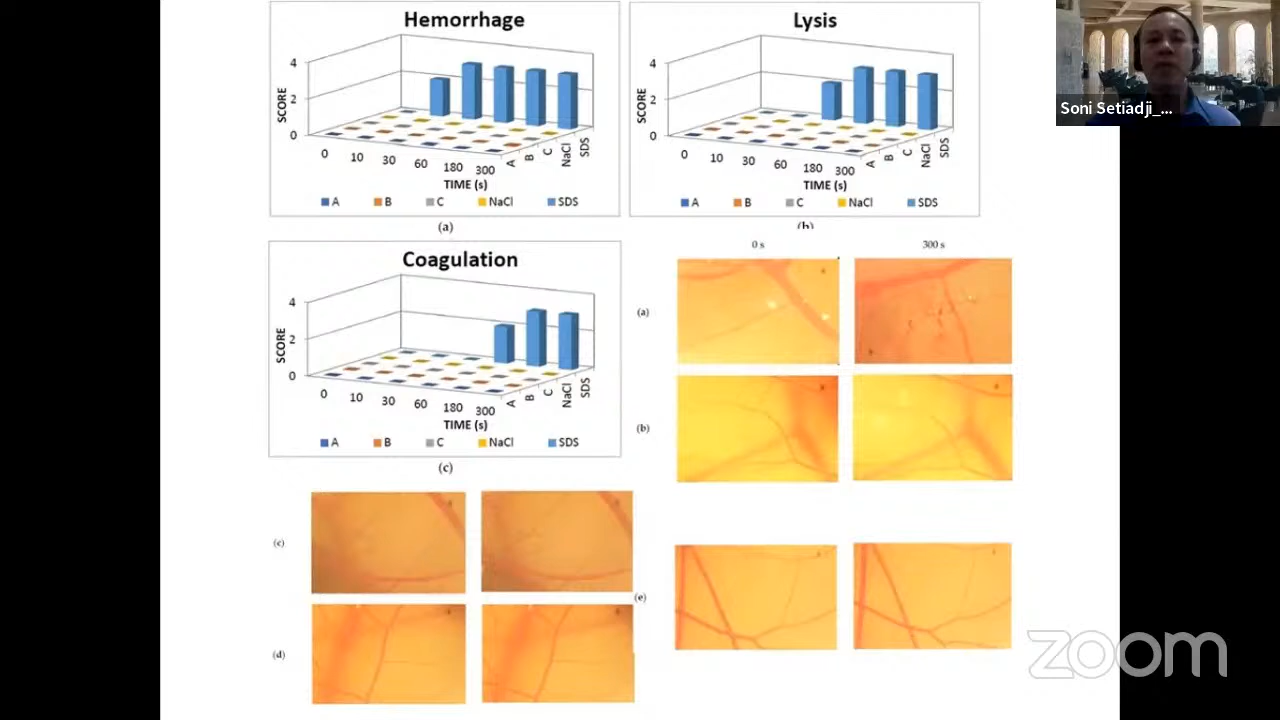 Hemorrhage
4
2
0
SCORE
0 10 30 60 180 300
TIME (s)
A B C NaCl SDS
A B C NaCl SDS
(a)
Lysis
4
2
0
SCORE
0 10 30 60 180 300
TIME (s)
A B C NaCl SDS
A B C NaCl SDS
(b)
Soni Setiadji_...
Coagulation
4
2
0
SCORE
0 10 30 60 180 300
TIME (s)
A B C NaCl SDS
A B C NaCl SDS
(c)
0 s 300 s
(a)
(b)
(c)
(d)
(e)
zoom